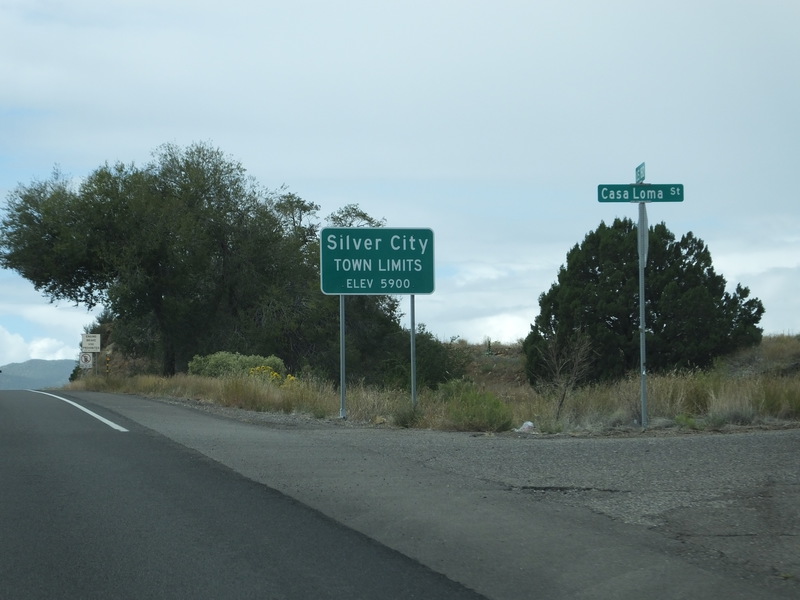 Silver City
TOWN LIMITS
ELEV 5900
Casa Loma St